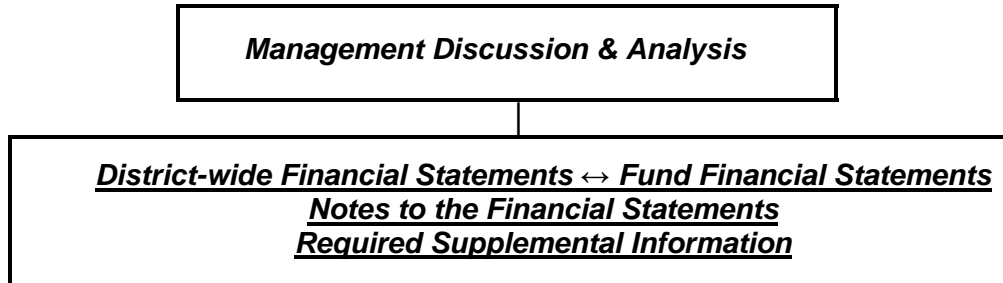 Management Discussion & Analysis
District-wide Financial Statements ↔ Fund Financial Statements
Notes to the Financial Statements
Required Supplemental Information